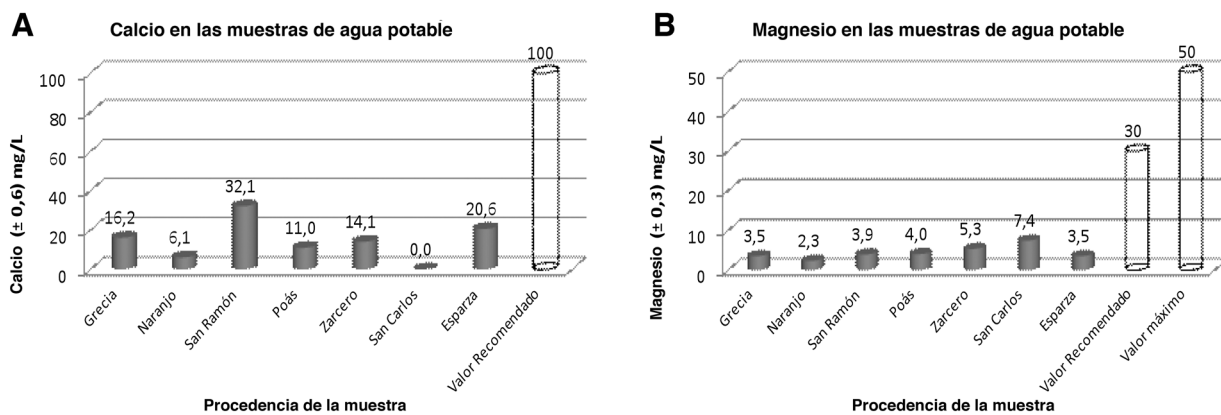 A
Calcio en las muestras de agua potable
Calcio (± 0,6) mg/L
100
80
60
40
20
0
16,2
6,1
32,1
11,0
14,1
0,0
20,6
100
Grecia
Naranjo
San Ramón
Poás
Zarcero
San Carlos
Esparza
Valor Recomendado
Procedencia de la muestra
B
Magnesio en las muestras de agua potable
Magnesio (± 0,3) mg/L
50
40
30
20
10
0
3,5
2,3
3,9
4,0
5,3
7,4
3,5
30
50
Grecia
Naranjo
San Ramón
Poás
Zarcero
San Carlos
Esparza
Valor Recomendado
Valor máximo
Procedencia de la muestra